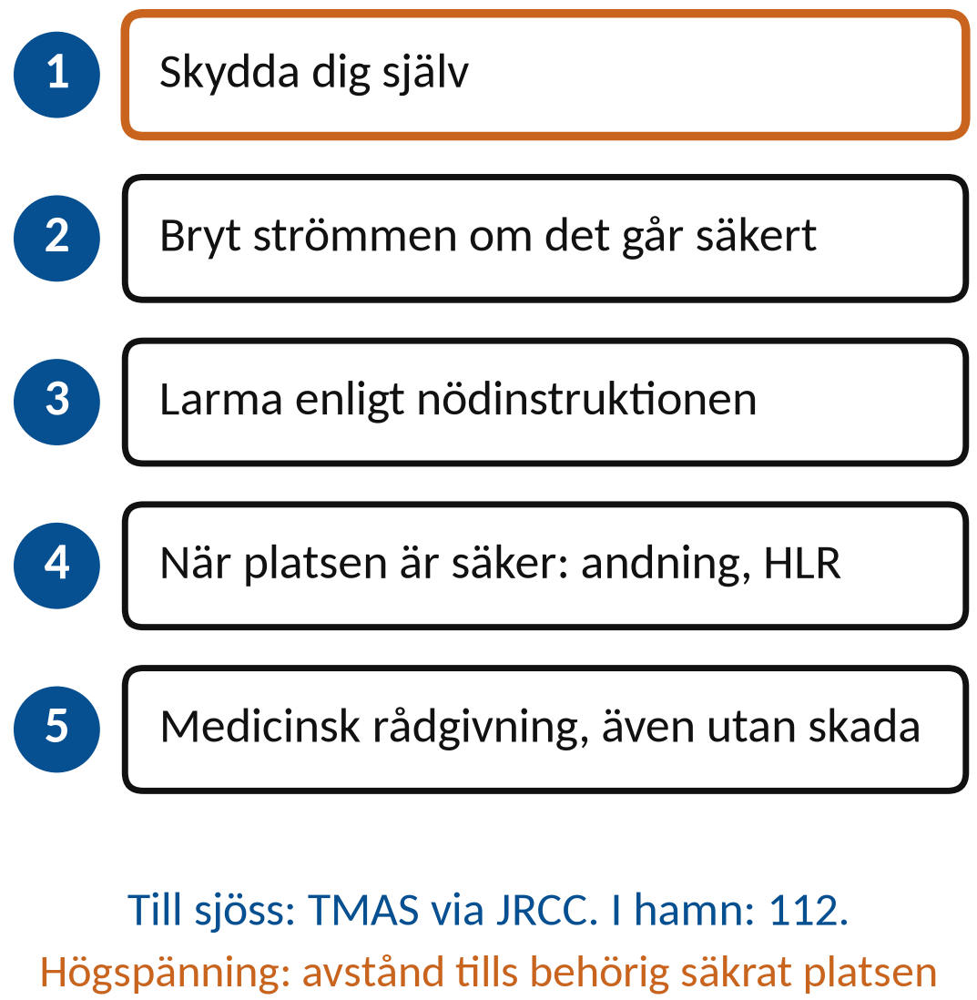 1 Skydda dig själv
2 Bryt strömmen om det går säkert
3 Larma enligt nödinstruktionen
4 När platsen är säker: andning, HLR
5 Medicinsk rådgivning, även utan skada
Till sjöss: TMAS via JRCC. I hamn: 112.
Högspänning: avstånd tills behörig säkrat platsen